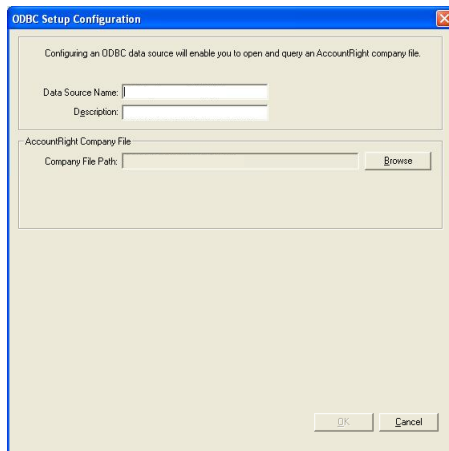 ODBC Setup Configuration
Configuring an ODBC data source will enable you to open and query an AccountRight company file.
Data Source Name:
Description:
AccountRight Company File
Company File Path:
Browse
OK
Cancel